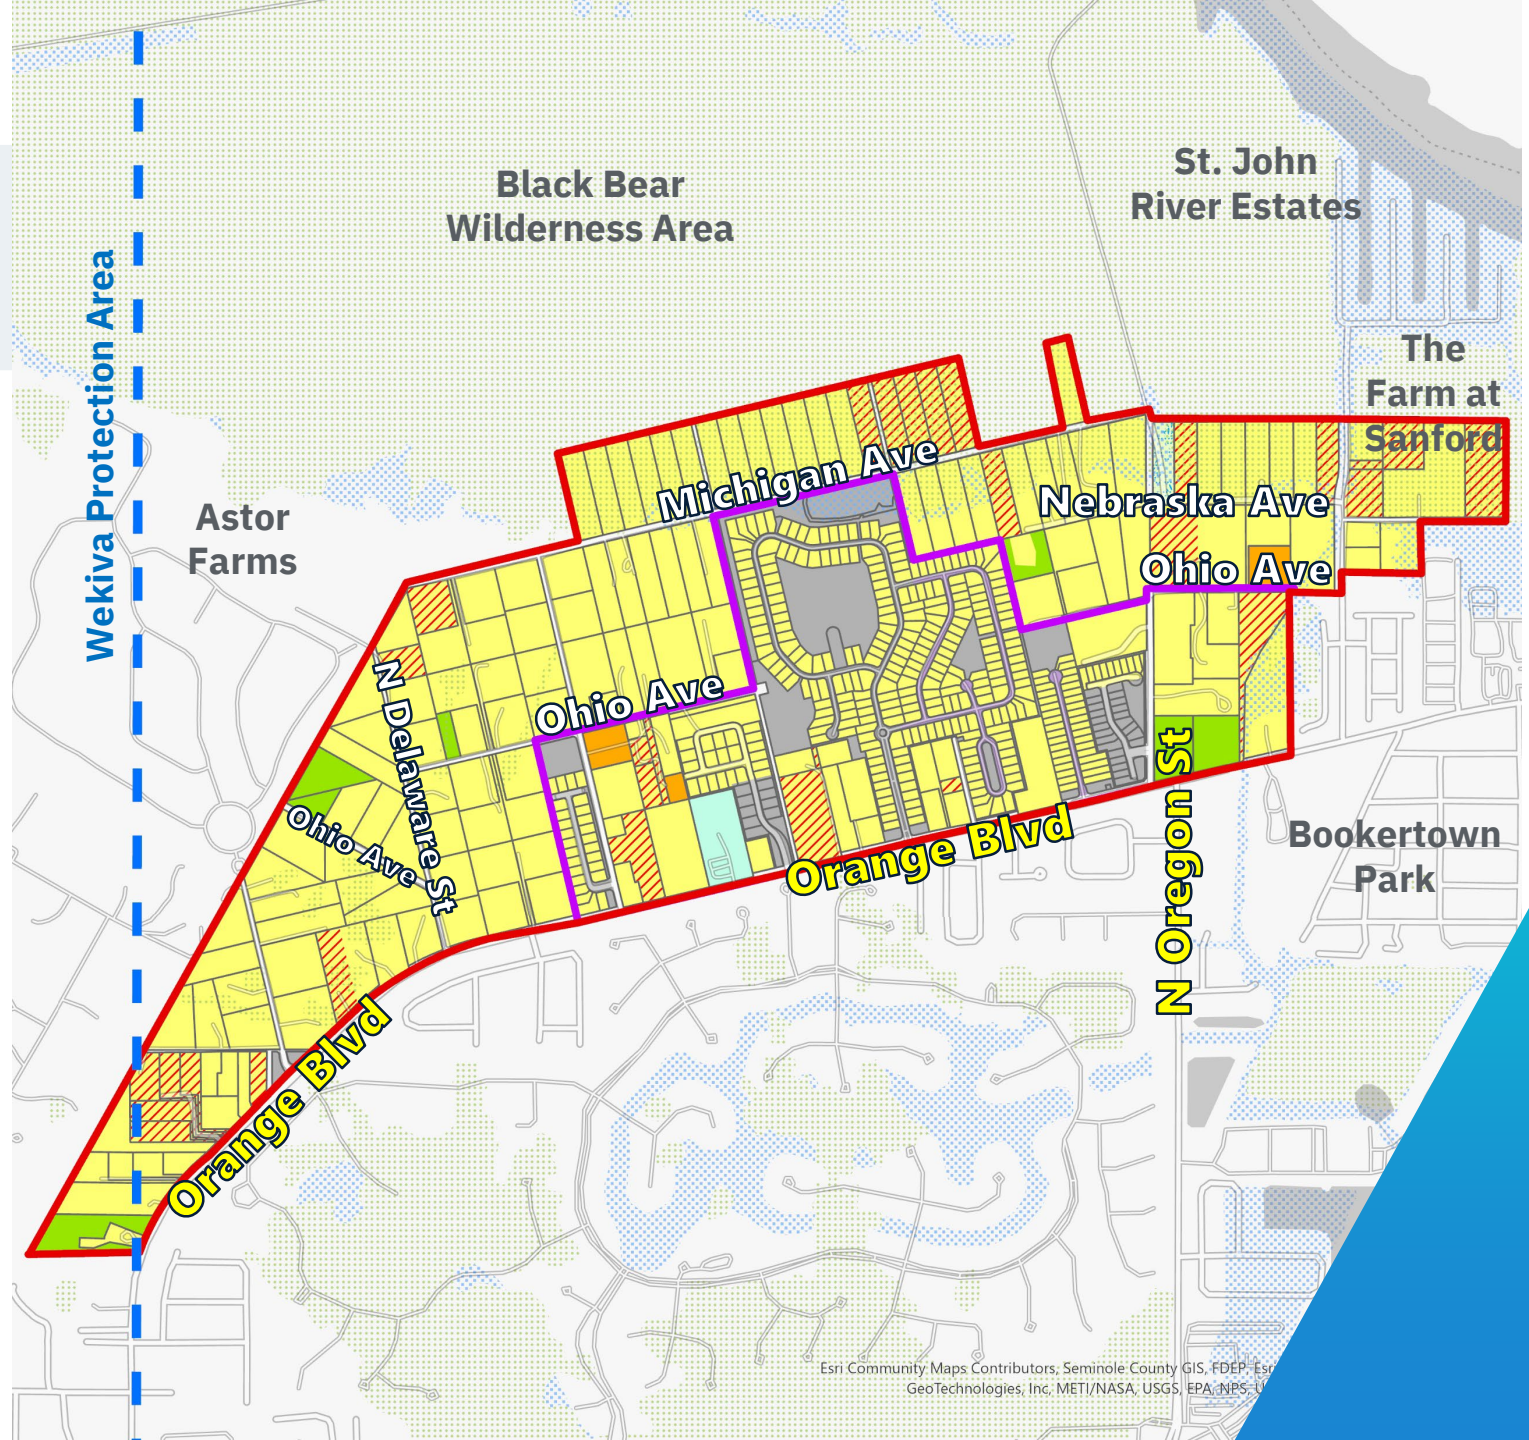 Black Bear
Wilderness Area
St. John
River Estates
Wekiva Protection Area
The
Farm at
Sanford
Michigan Ave
Nebraska Ave
Astor
Farms
Ohio Ave
N Delaware St
Ohio Ave
Ohio Ave
Orange Blvd
N Oregon St
Bookertown
Park
Orange Blvd
Esri Community Maps Contributors, Seminole County GIS, FDEP, Esri
GeoTechnologies, Inc, METI/NASA, USGS, EPA, NPS,